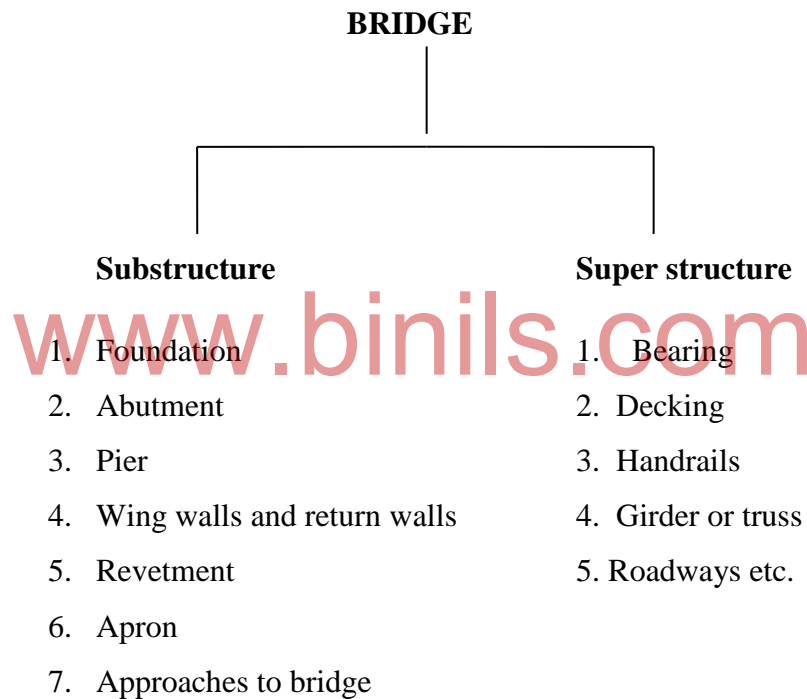 BRIDGE
Substructure
1. Foundation
2. Abutment
3. Pier
4. Wing walls and return walls
5. Revetment
6. Apron
7. Approaches to bridge
Super structure
1. Bearing
2. Decking
3. Handrails
4. Girder or truss
5. Roadways etc.
www.binils.com